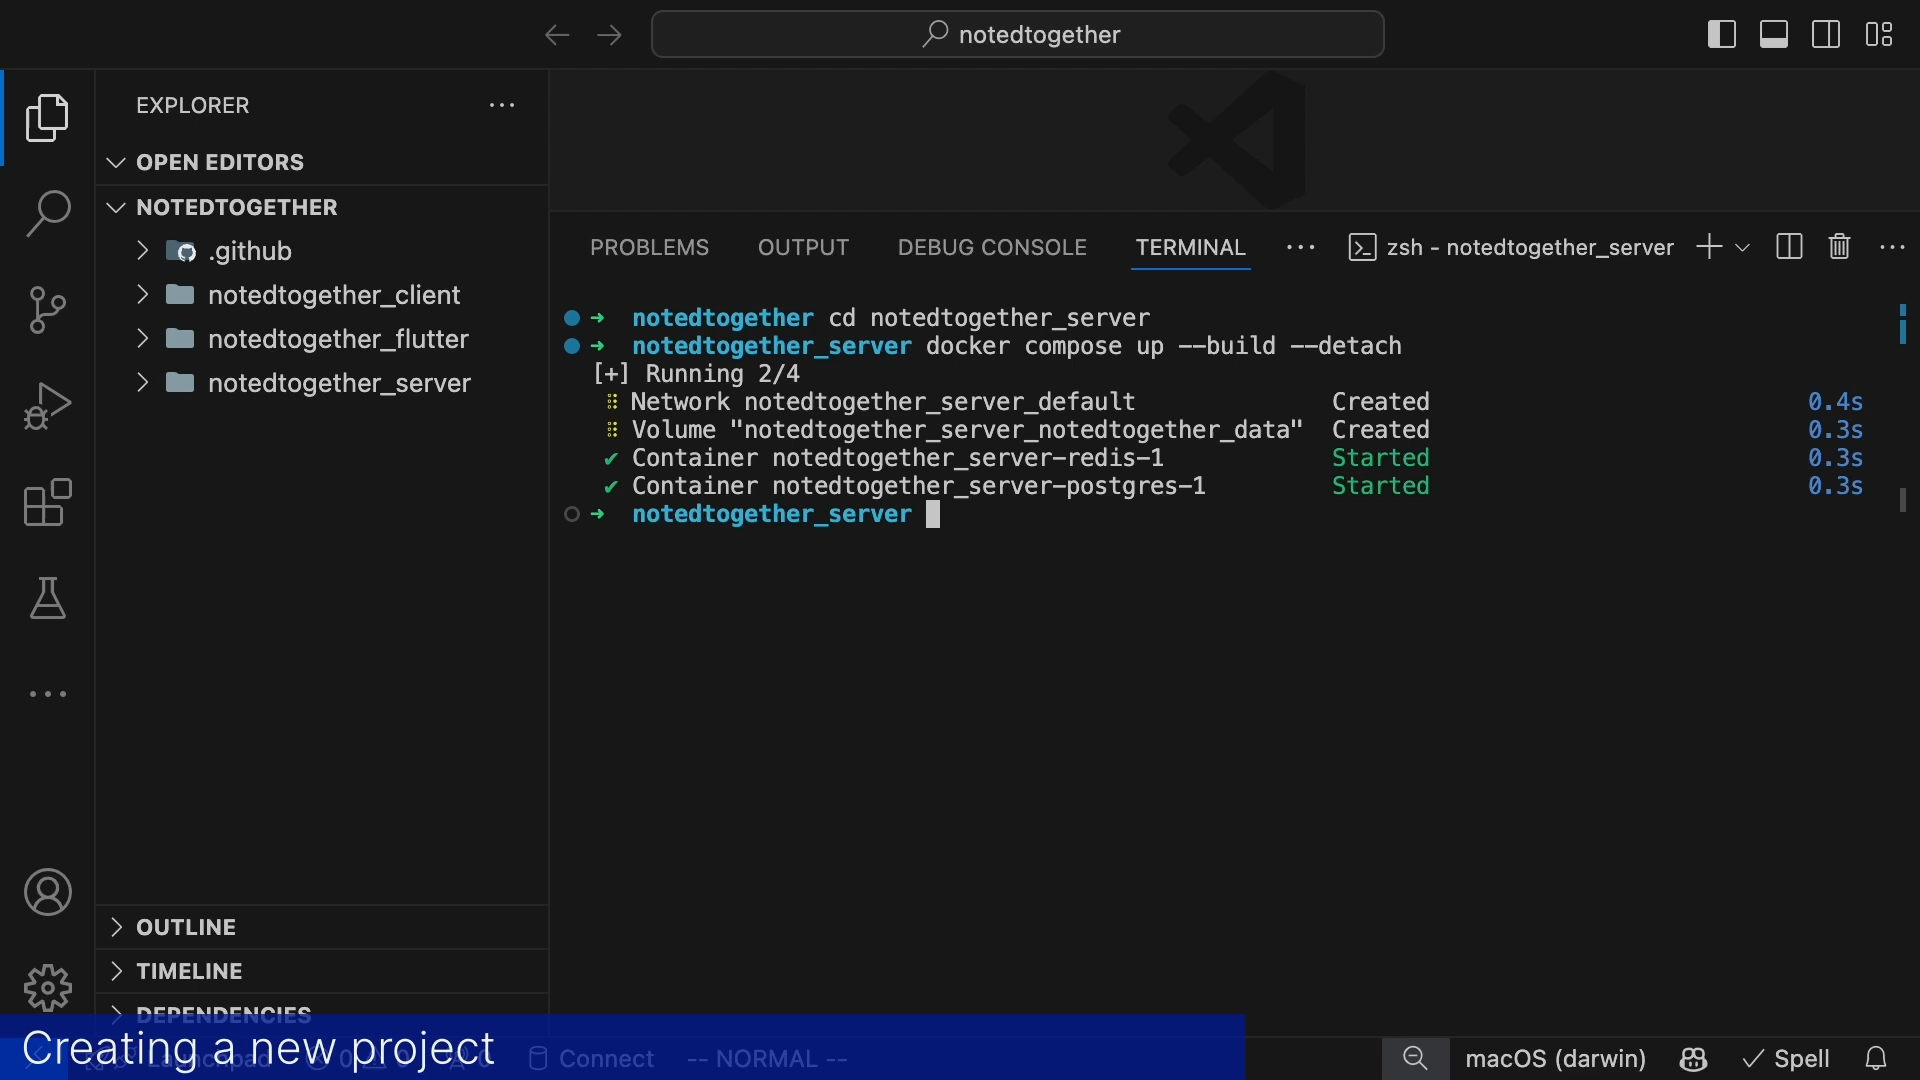 notedtogether
EXPLORER
OPEN EDITORS
NOTEDTOGETHER
.github
notedtogether_client
notedtogether_flutter
notedtogether_server
PROBLEMS OUTPUT DEBUG CONSOLE TERMINAL zsh - notedtogether_server
notedtogether cd notedtogether_server
notedtogether_server docker compose up --build --detach
[+] Running 2/4
Network notedtogether_server_default Created 0.4s
Volume "notedtogether_server_notedtogether_data" Created 0.3s
✔ Container notedtogether_server-redis-1 Started 0.3s
✔ Container notedtogether_server-postgres-1 Started 0.3s
notedtogether_server
OUTLINE
TIMELINE
DEPENDENCIES
Creating a new project
Connect -- NORMAL -- macOS (darwin) Spell